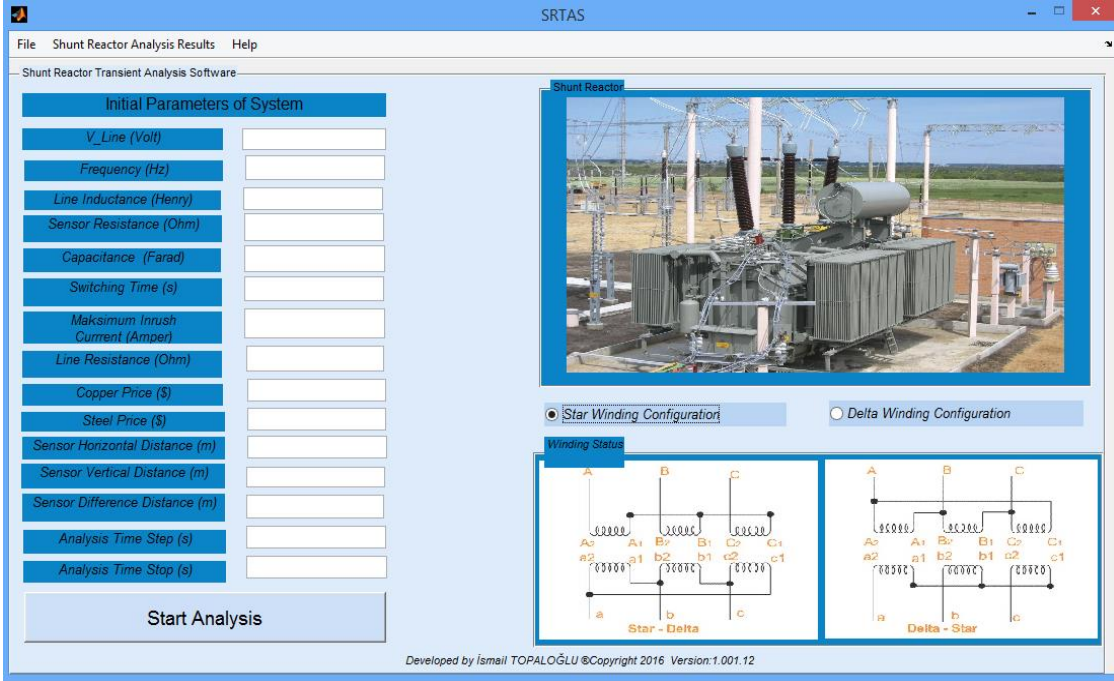 SRTAS
File Shunt Reactor Analysis Results Help
Shunt Reactor Transient Analysis Software
Initial Parameters of System
V_Line (Volt)
Frequency (Hz)
Line Inductance (Henry)
Sensor Resistance (Ohm)
Capacitance (Farad)
Switching Time (s)
Maksimum Inrush
Currrent (Amper)
Line Resistance (Ohm)
Copper Price ($)
Steel Price ($)
Sensor Horizontal Distance (m)
Sensor Vertical Distance (m)
Sensor Difference Distance (m)
Analysis Time Step (s)
Analysis Time Stop (s)
Start Analysis
Shunt Reactor
Star Winding Configuration
Delta Winding Configuration
Winding Status
A B C
A2 A1 B2 B1 C2 C1
a2 a1 b2 b1 c2 c1
a b c
Star - Delta
A B C
A2 A1 B2 B1 C2 C1
a2 a1 b2 b1 c2 c1
a b c
Delta - Star
Developed by İsmail TOPALOĞLU ®Copyright 2016 Version:1.001.12